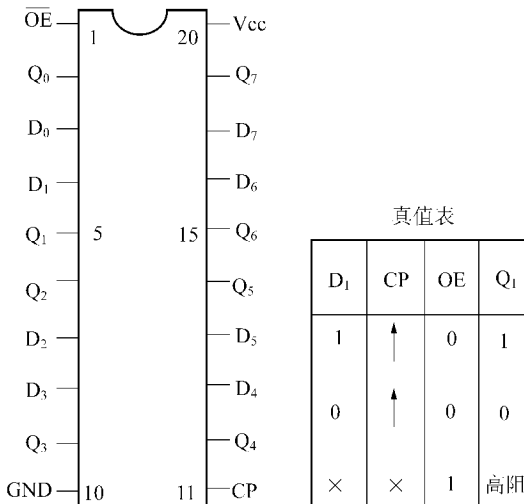 OE 1 20 Vcc
Q₀ Q₇
D₀ D₇
D₁ D₆
Q₁ 5 15 Q₆
Q₂ Q₅
D₂ D₅
D₃ D₄
Q₃ Q₄
GND 10 11 CP
真值表
D₁ CP OE Q₁
1 ↑ 0 1
0 ↑ 0 0
× × 1 高阻